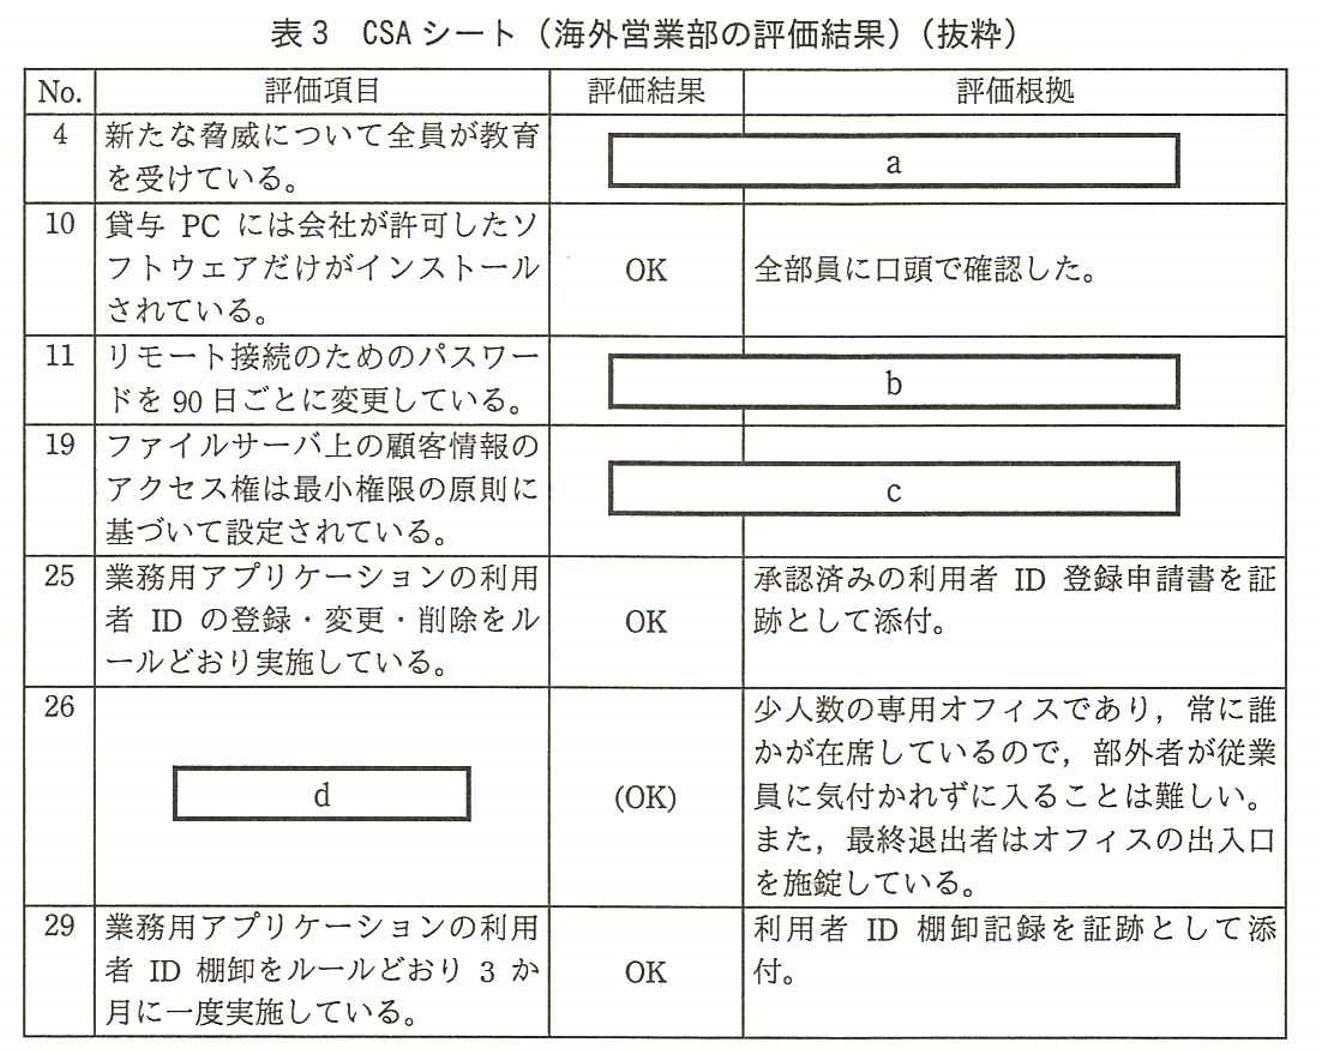 表3 CSAシート（海外営業部の評価結果）（抜粋）
No. 評価項目 評価結果 評価根拠
4 新たな脅威について全員が教育
を受けている。
a
10 貸与 PC には会社が許可したソ
フトウェアだけがインストール
されている。
OK
全部員に口頭で確認した。
11 リモート接続のためのパスワー
ドを 90 日ごとに変更している。
b
19 ファイルサーバ上の顧客情報の
アクセス権は最小権限の原則に
基づいて設定されている。
c
25 業務用アプリケーションの利用
者 ID の登録・変更・削除をル
ールどおり実施している。
OK
承認済みの利用者 ID 登録申請書を証
跡として添付。
26
d
(OK)
少人数の専用オフィスであり，常に誰
かが在席しているので，部外者が従業
員に気付かれずに入ることは難しい。
また，最終退出者はオフィスの出入口
を施錠している。
29 業務用アプリケーションの利用
者 ID 棚卸をルールどおり 3 か
月に一度実施している。
OK
利用者 ID 棚卸記録を証跡として添
付。